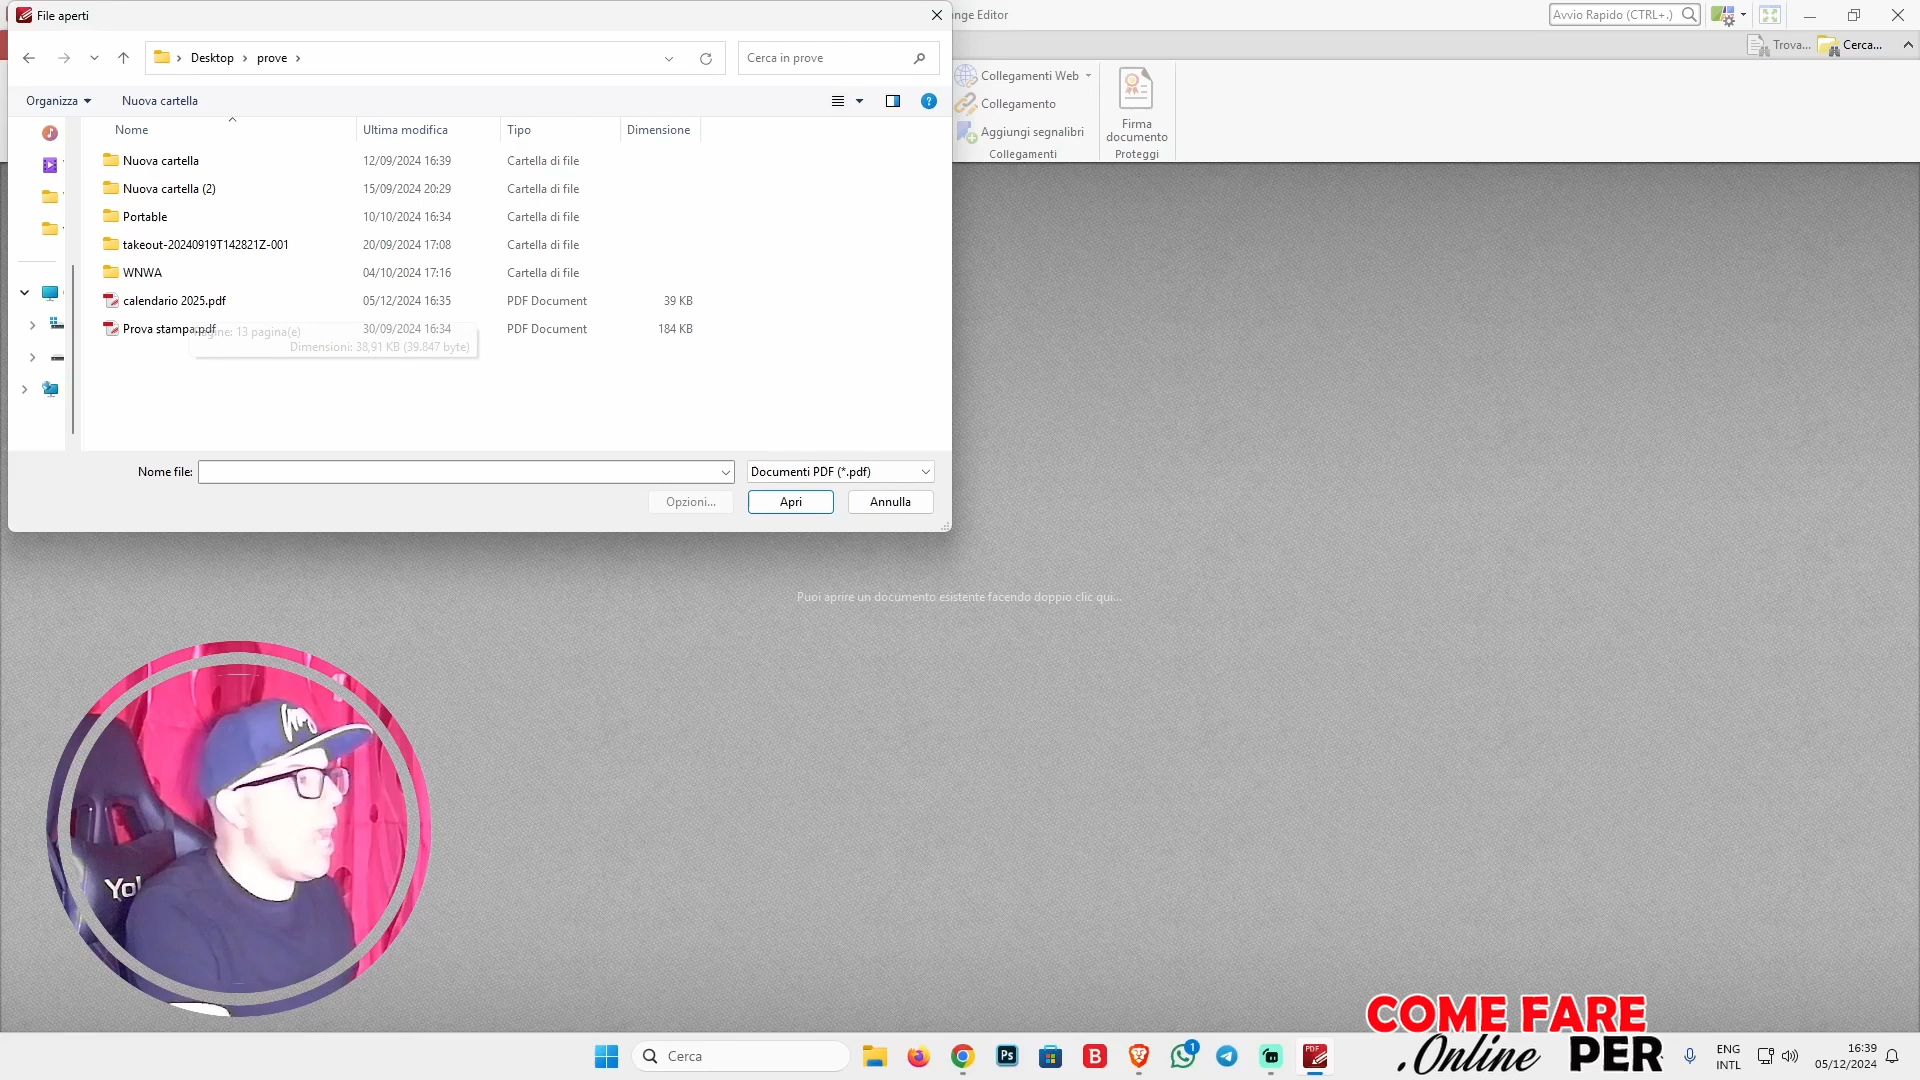 File aperti
nge Editor
Avvio Rapido (CTRL+.)
Trova...
Cerca...
Desktop
prove
Cerca in prove
Organizza
Nuova cartella
Nome
Ultima modifica
Tipo
Dimensione
Nuova cartella 12/09/2024 16:39 Cartella di file
Nuova cartella (2) 15/09/2024 20:29 Cartella di file
Portable 10/10/2024 16:34 Cartella di file
takeout-20240919T142821Z-001 20/09/2024 17:08 Cartella di file
WNWA 04/10/2024 17:16 Cartella di file
calendario 2025.pdf 05/12/2024 16:35 PDF Document 39 KB
Prova stampa.pdf 30/09/2024 16:34 PDF Document 184 KB
13 pagina(e)
Dimensioni: 38,91 KB (39.847 byte)
Nome file:
Documenti PDF (*.pdf)
Opzioni...
Apri
Annulla
Collegamenti Web
Collegamento
Aggiungi segnalibri
Collegamenti
Firma
documento
Proteggi
Puoi aprire un documento esistente facendo doppio clic qui...
Yo!
COME FARE
.Online PER
Cerca
Ps
B
1
PDF
ENG
INTL
16:39
05/12/2024